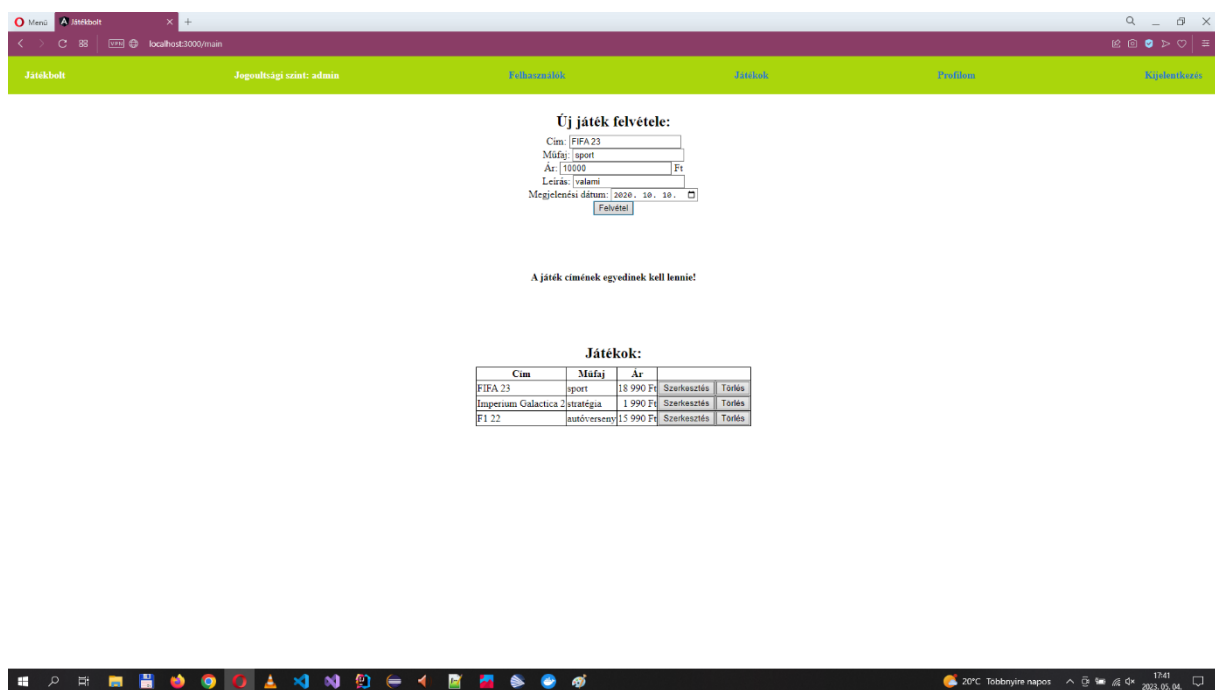 Menü Játékbolt
VPN localhost:3000/main
Játékbolt Jogoultsági szint: admin Felhasználók Játékok Profilom Kijelentkezés
Új játék felvétele:
Cím: FIFA 23
Műfaj: sport
Ár: 10000 Ft
Leírás: valami
Megjelenési dátum: 2020. 10. 10.
Felvétel
A játék címének egyedinek kell lennie!
Játékok:
Cím Műfaj Ár
FIFA 23 sport 18 990 Ft Szerkesztés Törlés
Imperium Galactica 2 stratégia 1 990 Ft Szerkesztés Törlés
F1 22 autóverseny 15 990 Ft Szerkesztés Törlés
20°C Többnyire napos 17:41
2023. 05. 04.